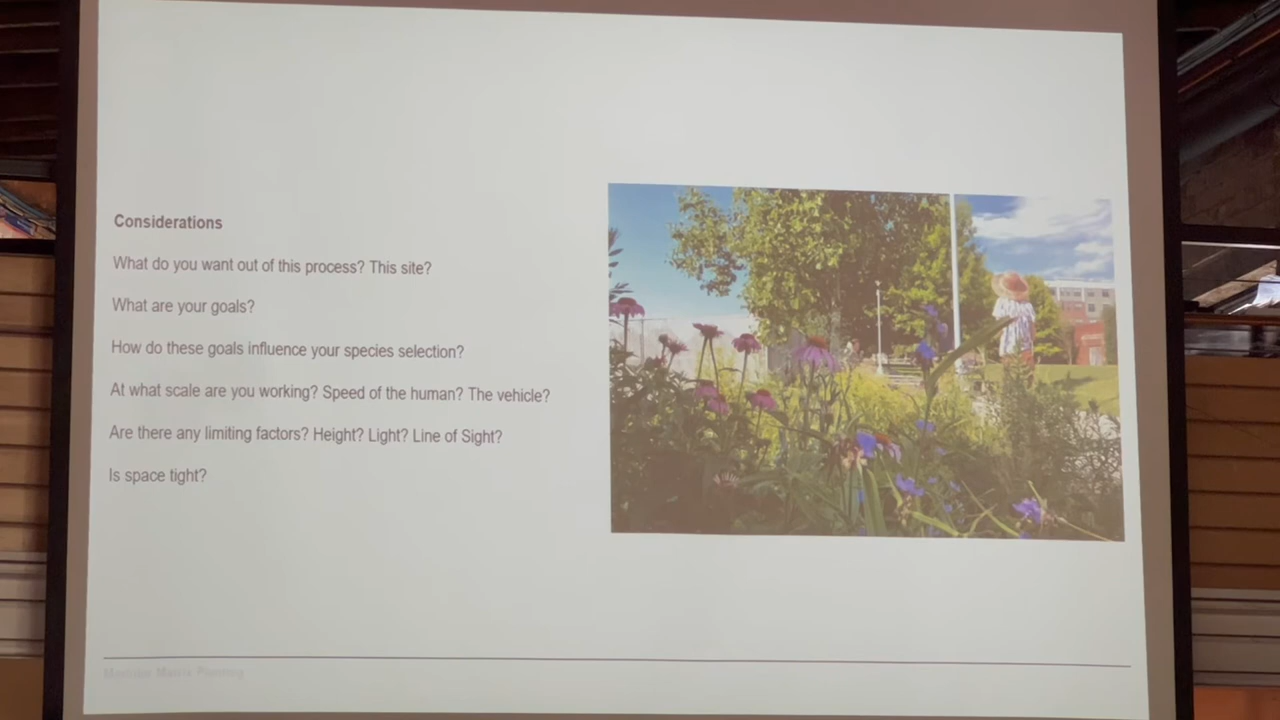 Considerations
What do you want out of this process? This site?
What are your goals?
How do these goals influence your species selection?
At what scale are you working? Speed of the human? The vehicle?
Are there any limiting factors? Height? Light? Line of Sight?
Is space tight?